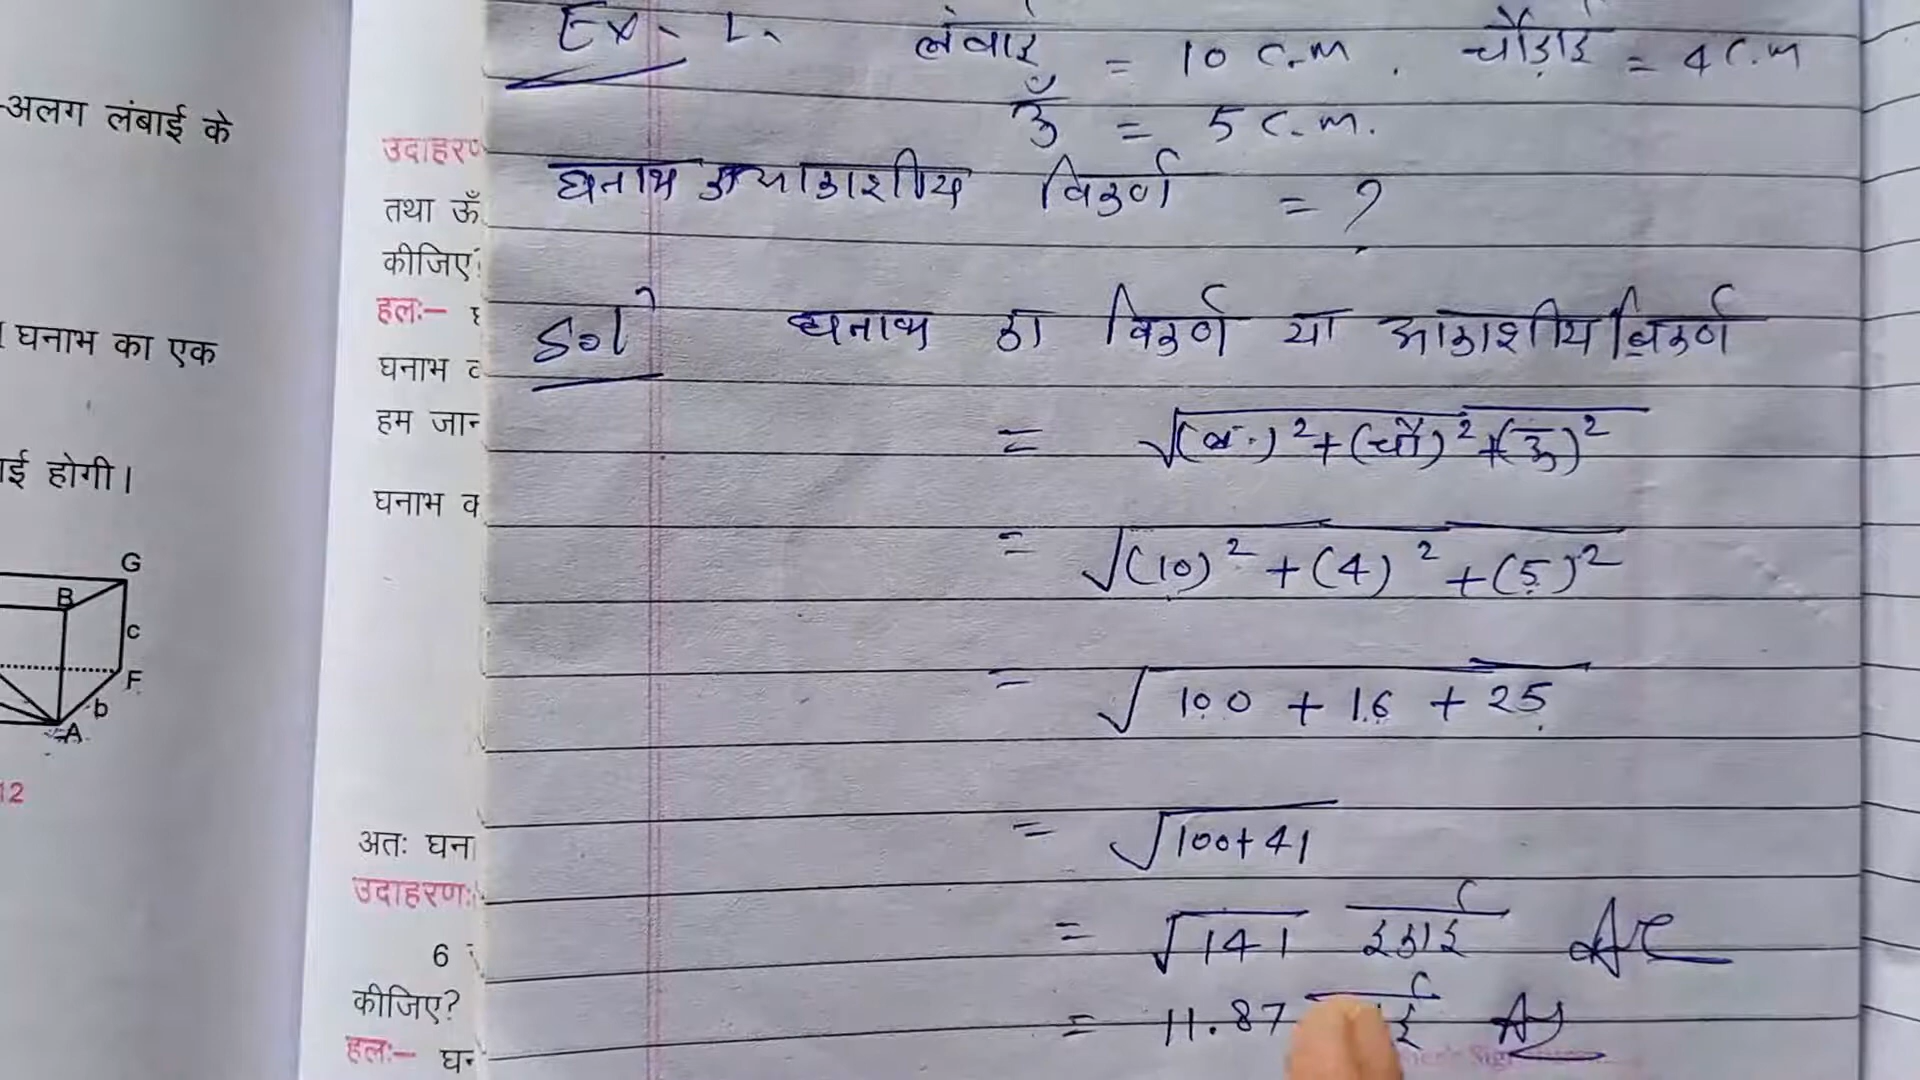 -अलग लंबाई के
घनाभ का एक
ाई होगी।
G
B
c
F
b
A
12
उदाहरण
तथा ऊँ
कीजिए
हलः–
घनाभ
हम जान
घनाभ
अतः घना
उदाहरणः
6
कीजिए?
हलः– घन
Ex. 1. लंबाई = 10 c.m. चौड़ाई = 4 c.m
ऊँ = 5 c.m.
घनाभ का आकाशीय विकर्ण = ?
Sol घनाभ का विकर्ण या आकाशीय विकर्ण
= √(लं.)² + (चौ)² + (ऊ)²
= √(10)² + (4)² + (5)²
= √100 + 16 + 25
= √100+41
= √141 इकाई
= 11.87